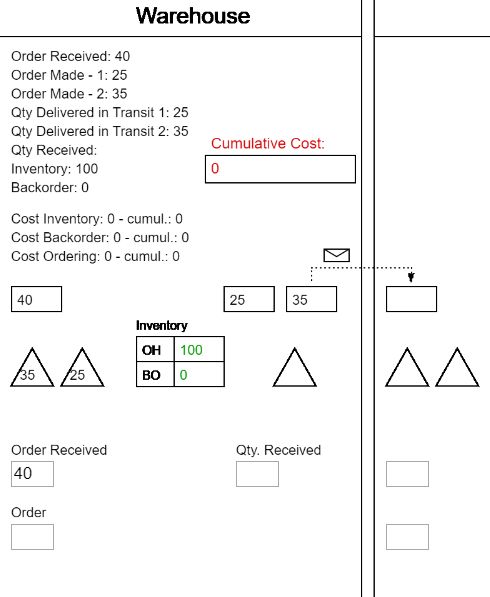 Warehouse
Order Received: 40
Order Made - 1: 25
Order Made - 2: 35
Qty Delivered in Transit 1: 25
Qty Delivered in Transit 2: 35
Qty Received:
Inventory: 100
Backorder: 0
Cumulative Cost:
0
Cost Inventory: 0 - cumul.: 0
Cost Backorder: 0 - cumul.: 0
Cost Ordering: 0 - cumul.: 0
40 25 35
Inventory
OH 100
BO 0
35 25
Order Received Qty. Received
40
Order